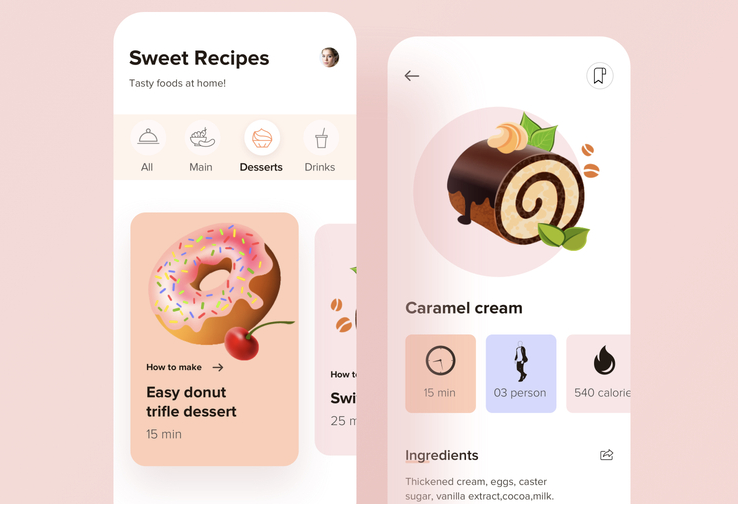 Sweet Recipes
Tasty foods at home!
All
Main
Desserts
Drinks
How to make
Easy donut
trifle dessert
15 min
How t
Swi
25 m
Caramel cream
15 min
03 person
540 calorie
Ingredients
Thickened cream, eggs, caster
sugar, vanilla extract,cocoa,milk.